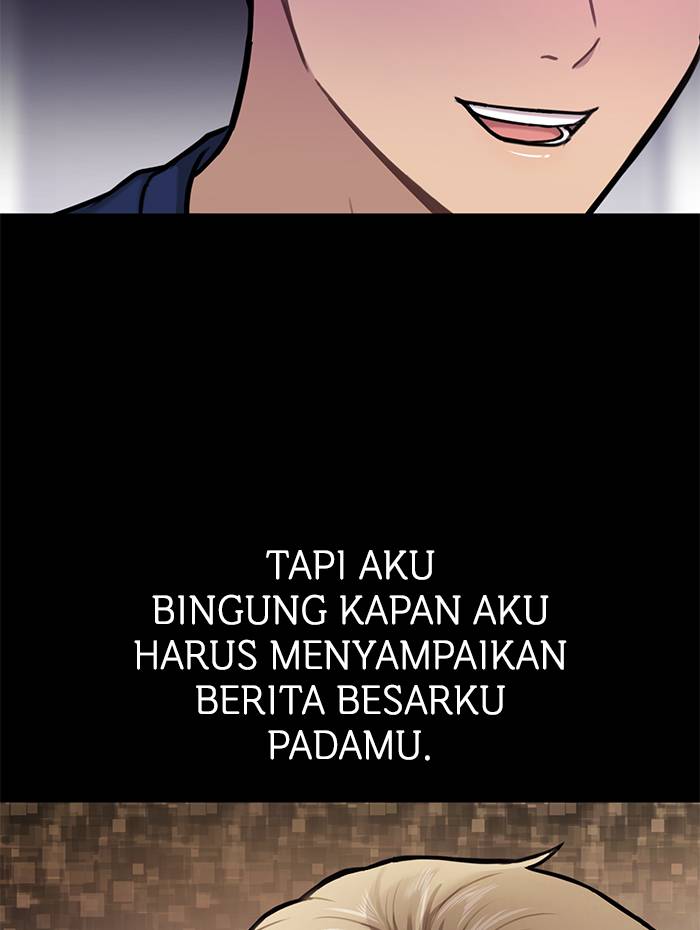 TAPI AKU
BINGUNG KAPAN AKU
HARUS MENYAMPAIKAN
BERITA BESARKU
PADAMU.